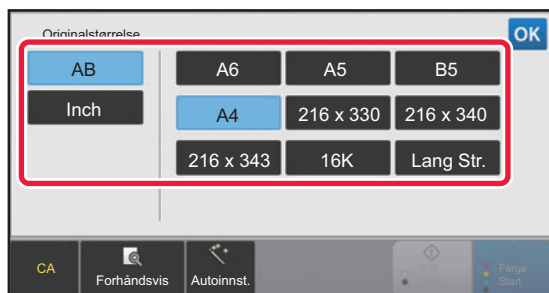 Originalstørrelse
OK
AB
A6
A5
B5
Inch
A4
216 x 330
216 x 340
216 x 343
16K
Lang Str.
CA
Forhåndsvis
Autoinnst.
S/H
Farge
Start